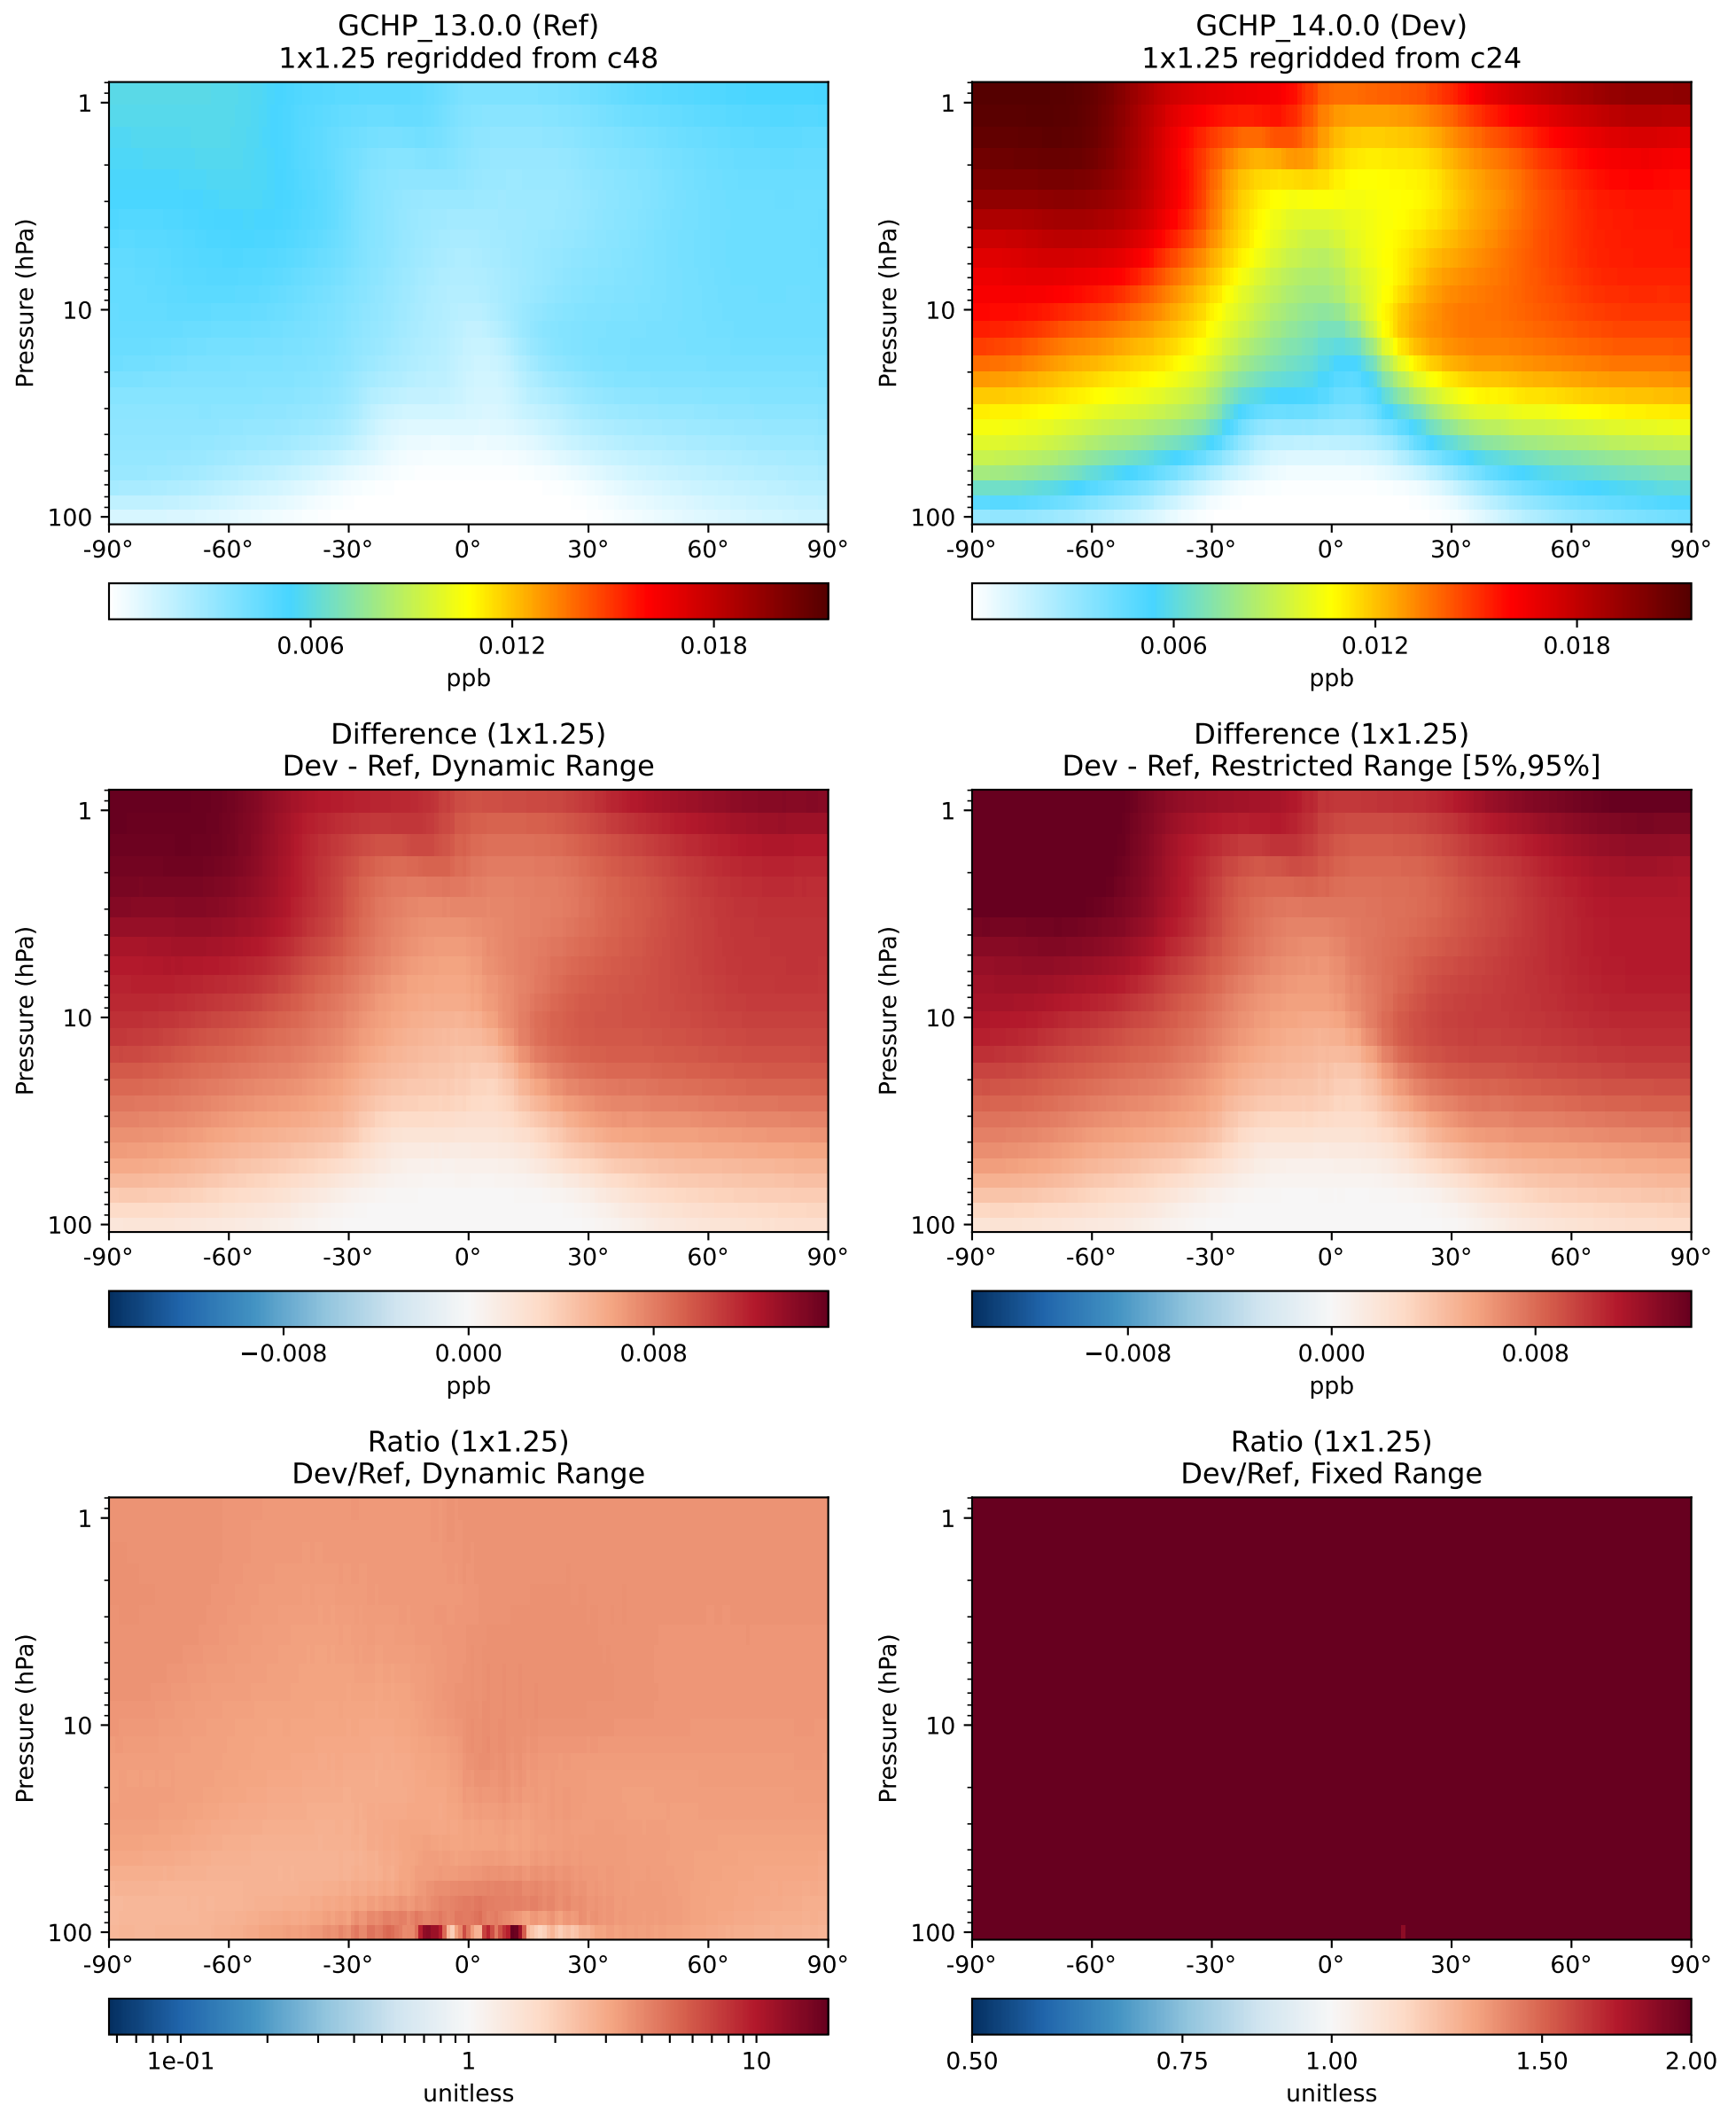 GCHP_13.0.0 (Ref)
1x1.25 regridded from c48
Pressure (hPa)
1
10
100
-90° -60° -30° 0° 30° 60° 90°
0.006 0.012 0.018
ppb
GCHP_14.0.0 (Dev)
1x1.25 regridded from c24
Pressure (hPa)
1
10
100
-90° -60° -30° 0° 30° 60° 90°
0.006 0.012 0.018
ppb
Difference (1x1.25)
Dev - Ref, Dynamic Range
Pressure (hPa)
1
10
100
-90° -60° -30° 0° 30° 60° 90°
−0.008 0.000 0.008
ppb
Difference (1x1.25)
Dev - Ref, Restricted Range [5%,95%]
Pressure (hPa)
1
10
100
-90° -60° -30° 0° 30° 60° 90°
−0.008 0.000 0.008
ppb
Ratio (1x1.25)
Dev/Ref, Dynamic Range
Pressure (hPa)
1
10
100
-90° -60° -30° 0° 30° 60° 90°
1e-01 1 10
unitless
Ratio (1x1.25)
Dev/Ref, Fixed Range
Pressure (hPa)
1
10
100
-90° -60° -30° 0° 30° 60° 90°
0.50 0.75 1.00 1.50 2.00
unitless